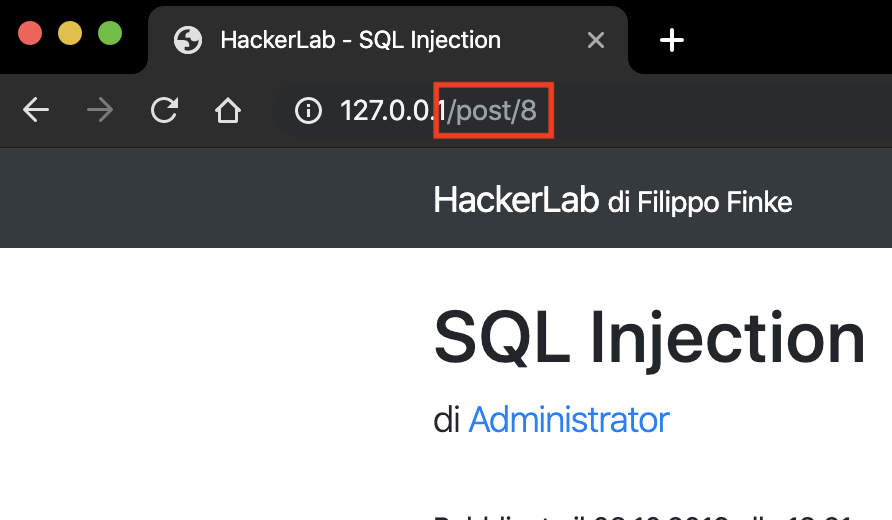 HackerLab - SQL Injection
127.0.0.1/post/8
HackerLab di Filippo Finke
SQL Injection
di Administrator